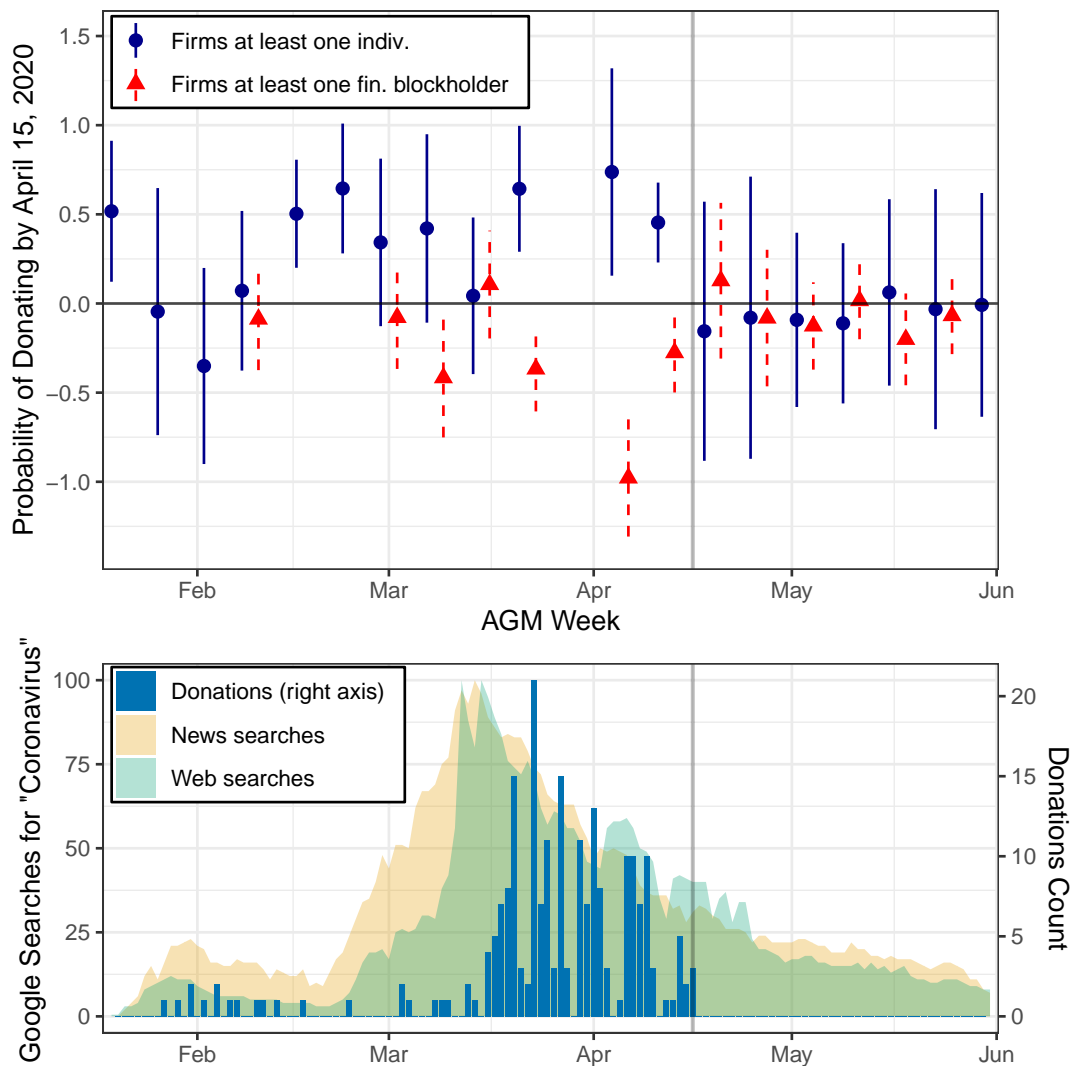 Probability of Donating by April 15, 2020
1.5
1.0
0.5
0.0
−0.5
−1.0
Firms at least one indiv.
Firms at least one fin. blockholder
Feb
Mar
Apr
May
Jun
AGM Week
Google Searches for "Coronavirus"
100
75
50
25
0
Donations (right axis)
News searches
Web searches
20
15
10
5
0
Donations Count
Feb
Mar
Apr
May
Jun